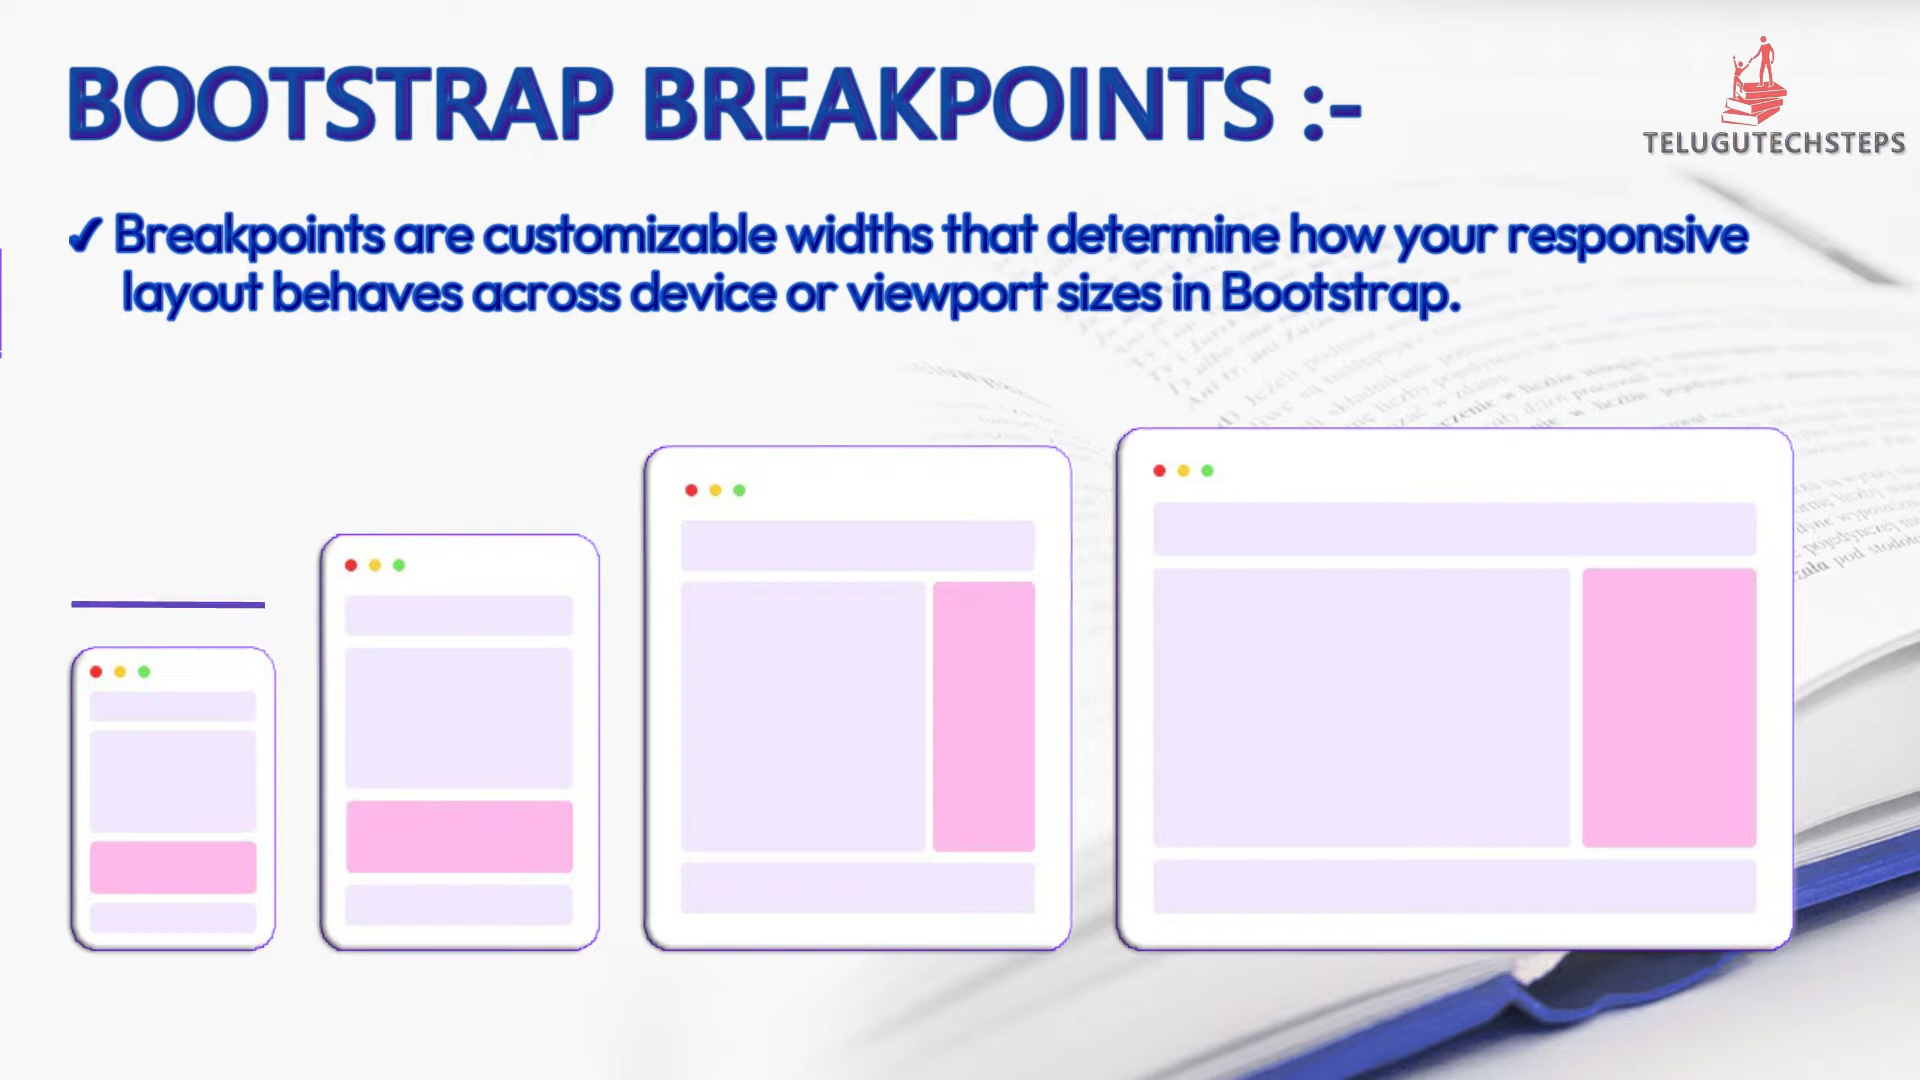 BOOTSTRAP BREAKPOINTS :-
TELUGUTECHSTEPS
✓ Breakpoints are customizable widths that determine how your responsive
layout behaves across device or viewport sizes in Bootstrap.